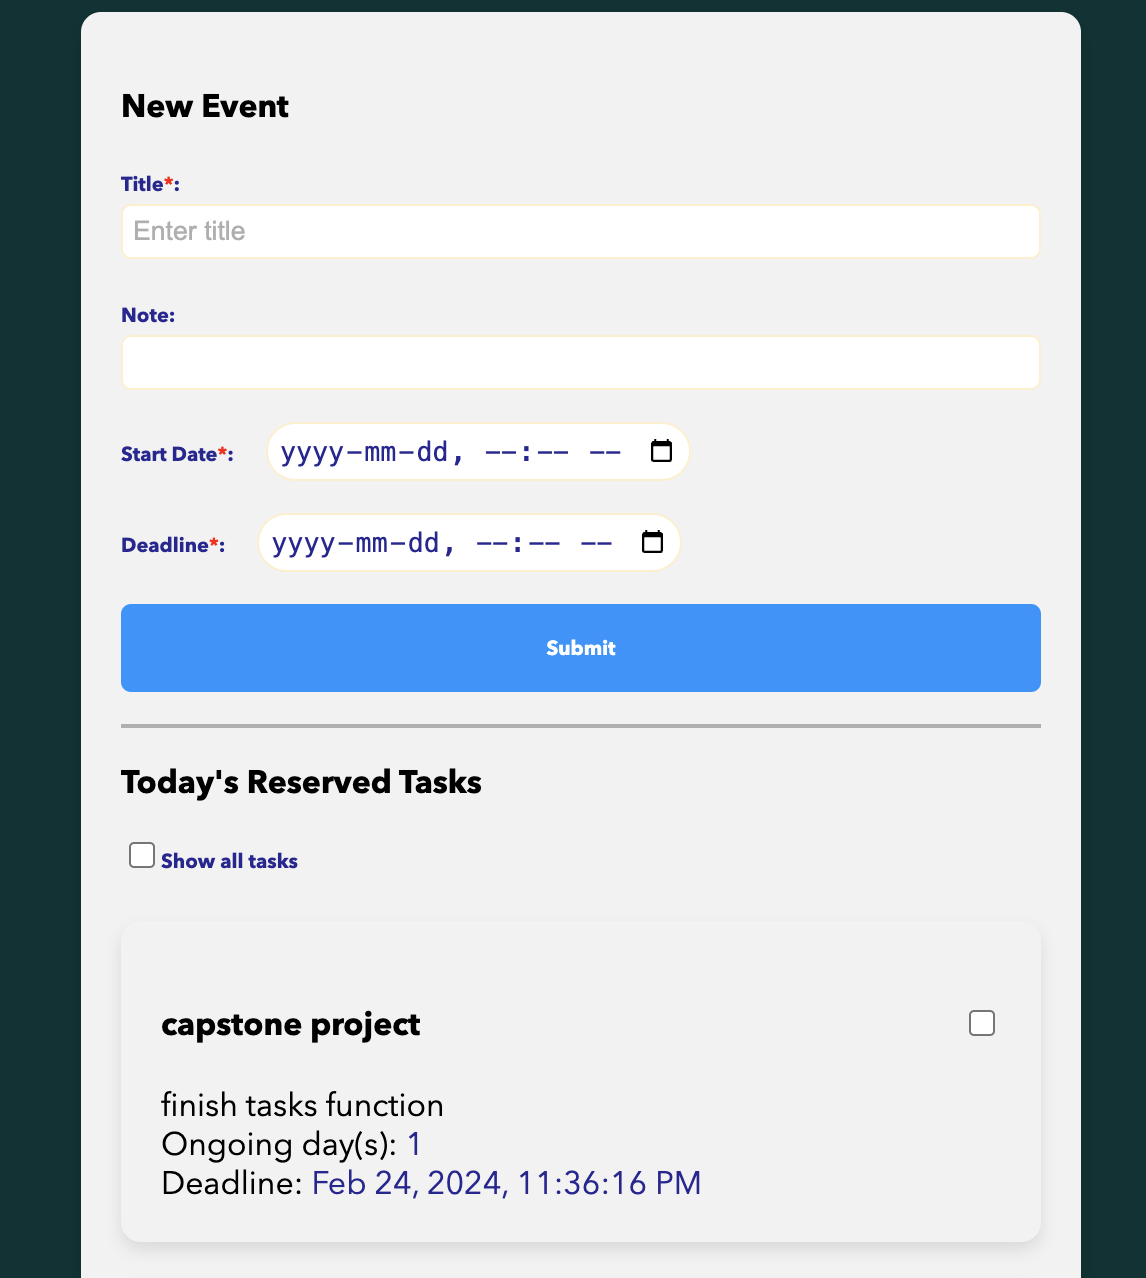 New Event
Title*:
Enter title
Note:
Start Date*: yyyy-mm-dd, --:-- --
Deadline*: yyyy-mm-dd, --:-- --
Submit
Today's Reserved Tasks
Show all tasks
capstone project
finish tasks function
Ongoing day(s): 1
Deadline: Feb 24, 2024, 11:36:16 PM